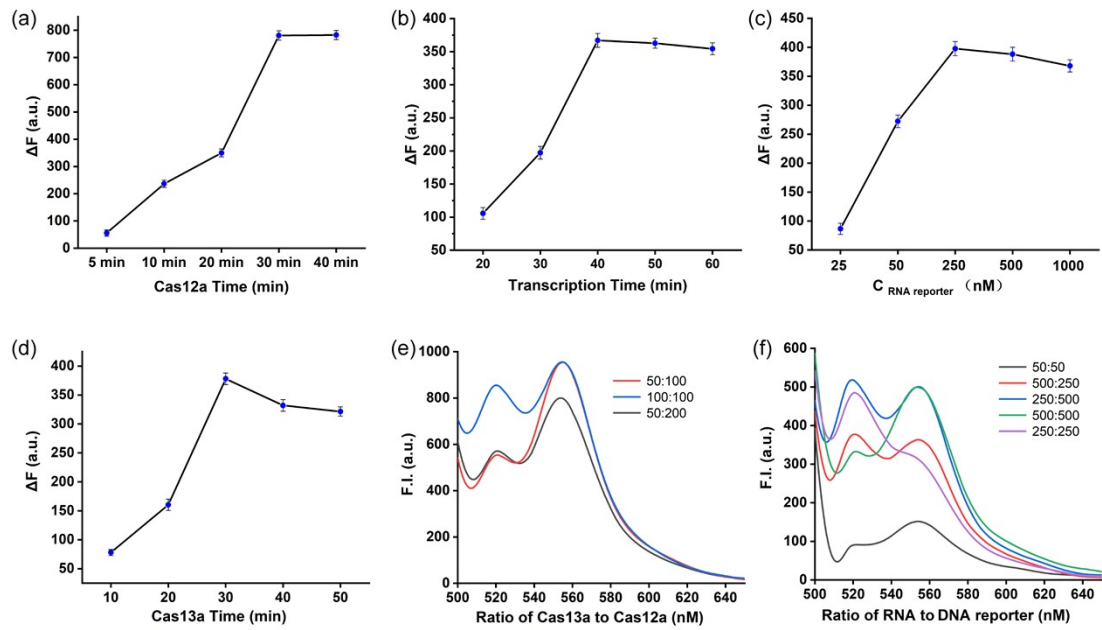 (a)
800
700
600
500
400
300
200
100
0
ΔF (a.u.)
5 min 10 min 20 min 30 min 40 min
Cas12a Time (min)
(b)
400
350
300
250
200
150
100
50
ΔF (a.u.)
20 30 40 50 60
Transcription Time (min)
(c)
450
400
350
300
250
200
150
100
50
ΔF (a.u.)
25 50 250 500 1000
C RNA reporter (nM)
(d)
400
350
300
250
200
150
100
50
ΔF (a.u.)
10 20 30 40 50
Cas13a Time (min)
(e)
1000
800
600
400
200
0
F.I. (a.u.)
50:100
100:100
50:200
500 520 540 560 580 600 620 640
Ratio of Cas13a to Cas12a (nM)
(f)
600
500
400
300
200
100
0
F.I. (a.u.)
50:50
500:250
250:500
500:500
250:250
500 520 540 560 580 600 620 640
Ratio of RNA to DNA reporter (nM)